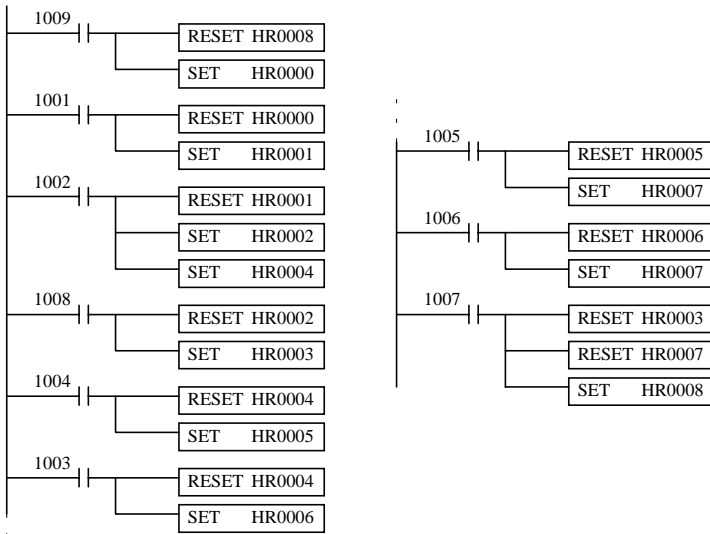 1009
RESET HR0008
SET HR0000
1001
RESET HR0000
SET HR0001
1002
RESET HR0001
SET HR0002
SET HR0004
1008
RESET HR0002
SET HR0003
1004
RESET HR0004
SET HR0005
1003
RESET HR0004
SET HR0006
1005
RESET HR0005
SET HR0007
1006
RESET HR0006
SET HR0007
1007
RESET HR0003
RESET HR0007
SET HR0008